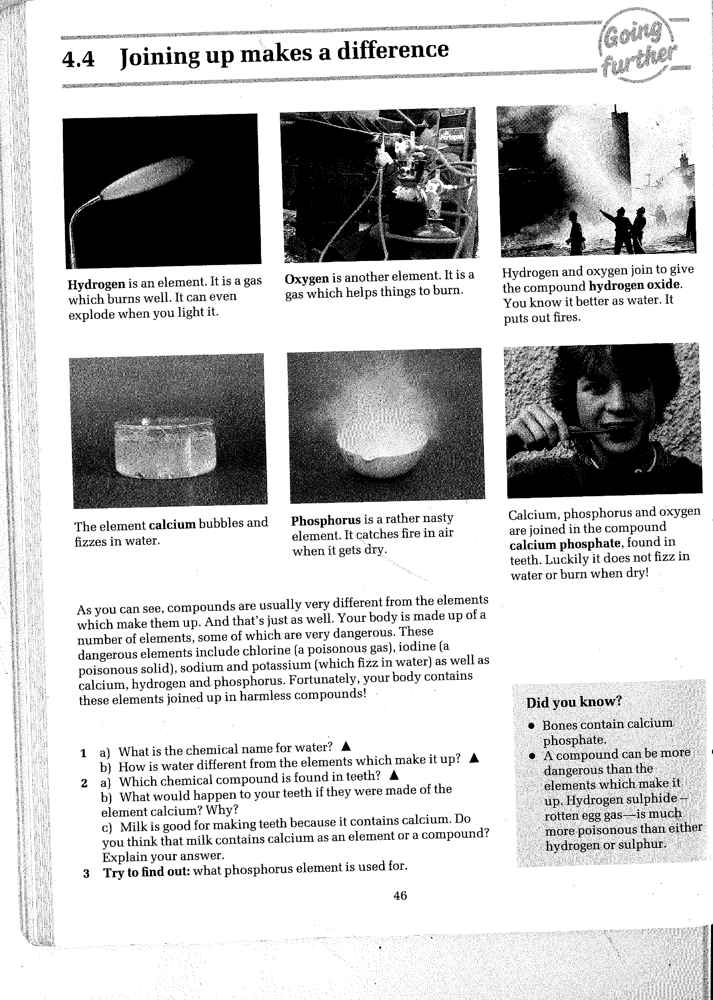 4.4 Joining up makes a difference
Going
further
Portapak
Hydrogen is an element. It is a gas
which burns well. It can even
explode when you light it.
Oxygen is another element. It is a
gas which helps things to burn.
Hydrogen and oxygen join to give
the compound hydrogen oxide.
You know it better as water. It
puts out fires.
The element calcium bubbles and
fizzes in water.
Phosphorus is a rather nasty
element. It catches fire in air
when it gets dry.
Calcium, phosphorus and oxygen
are joined in the compound
calcium phosphate, found in
teeth. Luckily it does not fizz in
water or burn when dry!
As you can see, compounds are usually very different from the elements
which make them up. And that's just as well. Your body is made up of a
number of elements, some of which are very dangerous. These
dangerous elements include chlorine (a poisonous gas), iodine (a
poisonous solid), sodium and potassium (which fizz in water) as well as
calcium, hydrogen and phosphorus. Fortunately, your body contains
these elements joined up in harmless compounds!
1 a) What is the chemical name for water? ▲
b) How is water different from the elements which make it up? ▲
2 a) Which chemical compound is found in teeth? ▲
b) What would happen to your teeth if they were made of the
element calcium? Why?
c) Milk is good for making teeth because it contains calcium. Do
you think that milk contains calcium as an element or a compound?
Explain your answer.
3 Try to find out: what phosphorus element is used for.
Did you know?
• Bones contain calcium
phosphate.
• A compound can be more
dangerous than the
elements which make it
up. Hydrogen sulphide—
rotten egg gas—is much
more poisonous than either
hydrogen or sulphur.
46